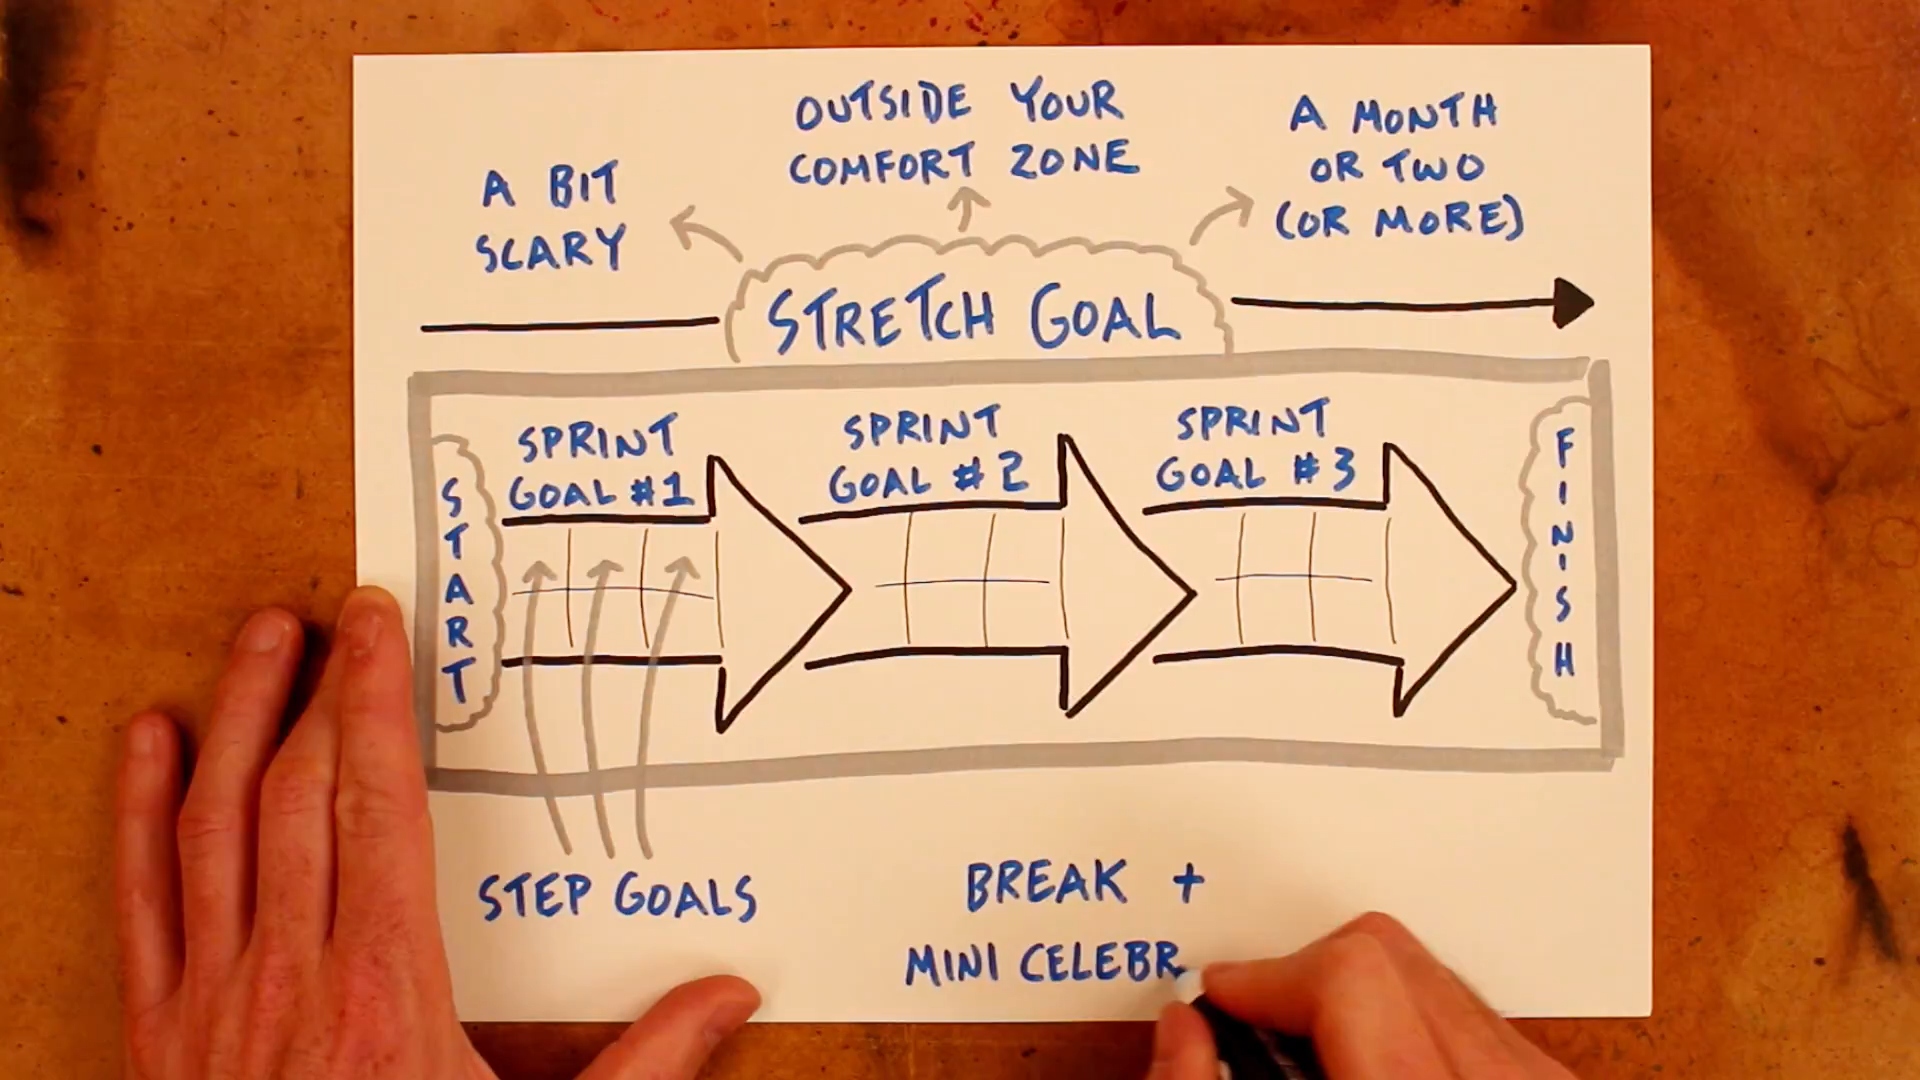 A BIT
SCARY
OUTSIDE YOUR
COMFORT ZONE
A MONTH
OR TWO
(OR MORE)
STRETCH GOAL
START
SPRINT
GOAL #1
SPRINT
GOAL #2
SPRINT
GOAL #3
FINISH
STEP GOALS
BREAK +
MINI CELEBR